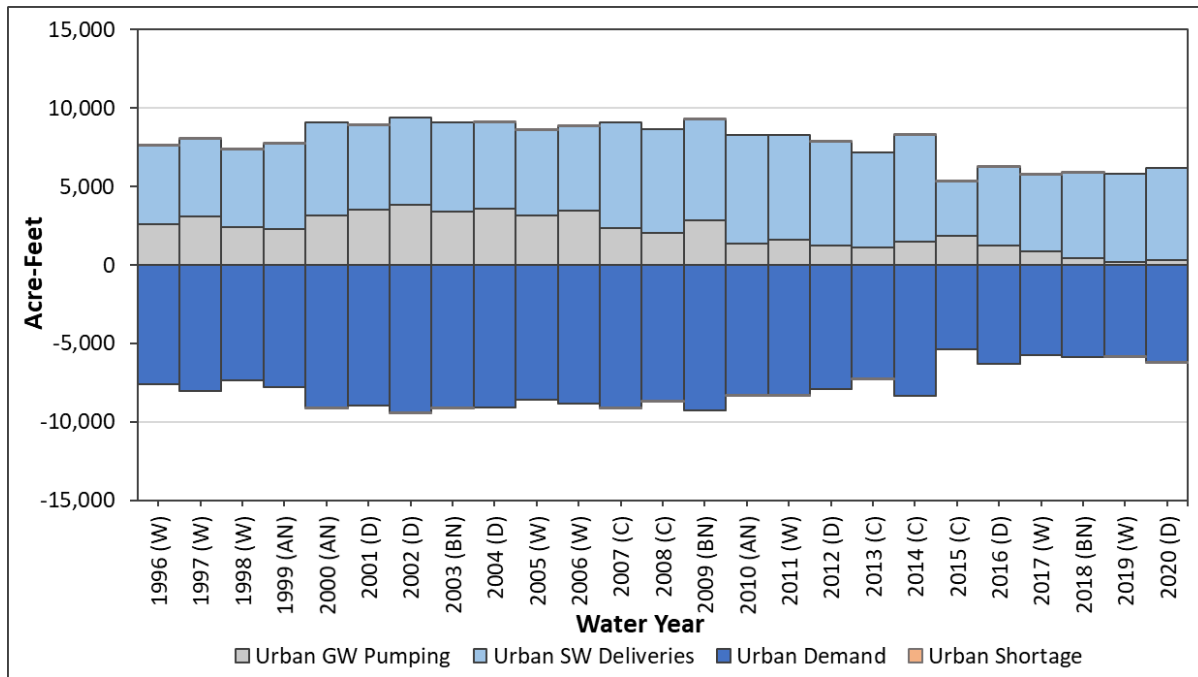 15,000
10,000
5,000
0
-5,000
-10,000
-15,000
Acre-Feet
1996 (W)
1997 (W)
1998 (W)
1999 (AN)
2000 (AN)
2001 (D)
2002 (D)
2003 (BN)
2004 (D)
2005 (W)
2006 (W)
2007 (C)
2008 (C)
2009 (BN)
2010 (AN)
2011 (W)
2012 (D)
2013 (C)
2014 (C)
2015 (C)
2016 (D)
2017 (W)
2018 (BN)
2019 (W)
2020 (D)
Water Year
Urban GW Pumping Urban SW Deliveries Urban Demand Urban Shortage